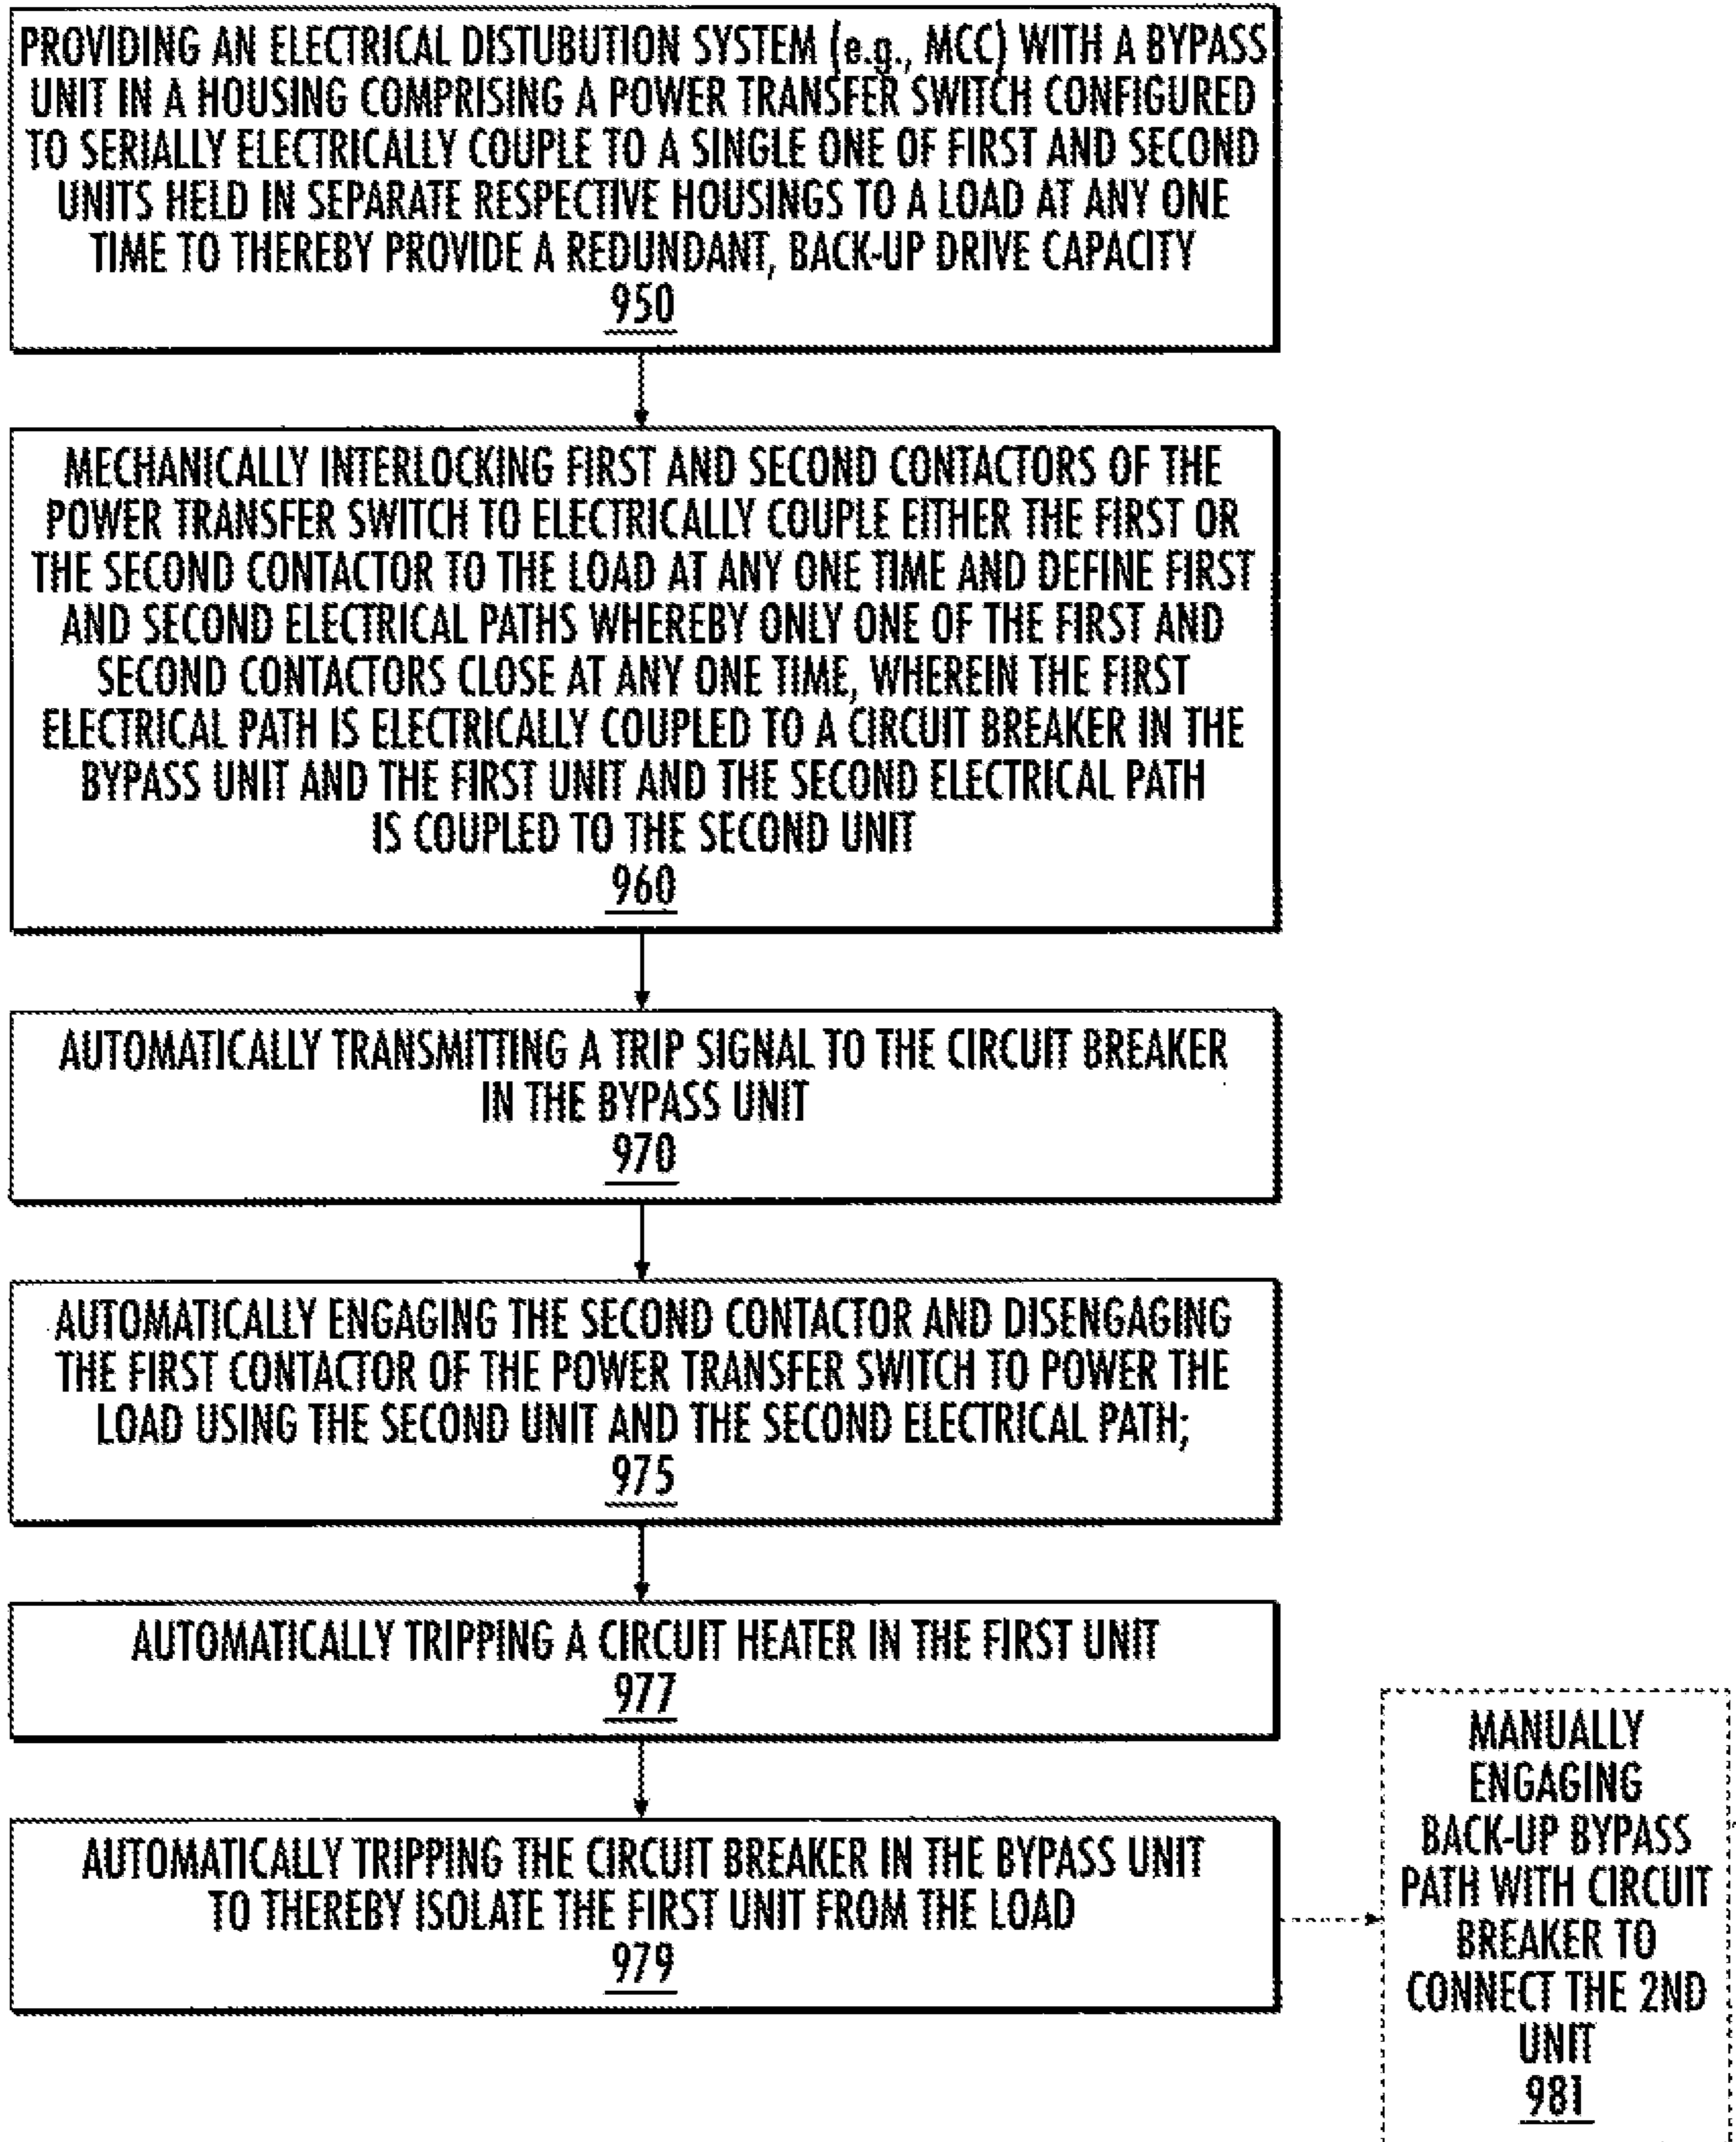 PROVIDING AN ELECTRICAL DISTUBUTION SYSTEM (e.g., MCC) WITH A BYPASS
UNIT IN A HOUSING COMPRISING A POWER TRANSFER SWITCH CONFIGURED
TO SERIALLY ELECTRICALLY COUPLE TO A SINGLE ONE OF FIRST AND SECOND
UNITS HELD IN SEPARATE RESPECTIVE HOUSINGS TO A LOAD AT ANY ONE
TIME TO THEREBY PROVIDE A REDUNDANT, BACK-UP DRIVE CAPACITY
950
MECHANICALLY INTERLOCKING FIRST AND SECOND CONTACTORS OF THE
POWER TRANSFER SWITCH TO ELECTRICALLY COUPLE EITHER THE FIRST OR
THE SECOND CONTACTOR TO THE LOAD AT ANY ONE TIME AND DEFINE FIRST
AND SECOND ELECTRICAL PATHS WHEREBY ONLY ONE OF THE FIRST AND
SECOND CONTACTORS CLOSE AT ANY ONE TIME, WHEREIN THE FIRST
ELECTRICAL PATH IS ELECTRICALLY COUPLED TO A CIRCUIT BREAKER IN THE
BYPASS UNIT AND THE FIRST UNIT AND THE SECOND ELECTRICAL PATH
IS COUPLED TO THE SECOND UNIT
960
AUTOMATICALLY TRANSMITTING A TRIP SIGNAL TO THE CIRCUIT BREAKER
IN THE BYPASS UNIT
970
AUTOMATICALLY ENGAGING THE SECOND CONTACTOR AND DISENGAGING
THE FIRST CONTACTOR OF THE POWER TRANSFER SWITCH TO POWER THE
LOAD USING THE SECOND UNIT AND THE SECOND ELECTRICAL PATH;
975
AUTOMATICALLY TRIPPING A CIRCUIT HEATER IN THE FIRST UNIT
977
AUTOMATICALLY TRIPPING THE CIRCUIT BREAKER IN THE BYPASS UNIT
TO THEREBY ISOLATE THE FIRST UNIT FROM THE LOAD
979
MANUALLY
ENGAGING
BACK-UP BYPASS
PATH WITH CIRCUIT
BREAKER TO
CONNECT THE 2ND
UNIT
981